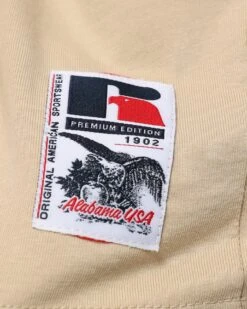 ORIGINAL AMERICAN SPORTSWEAR
PREMIUM EDITION
1902
Alabama USA